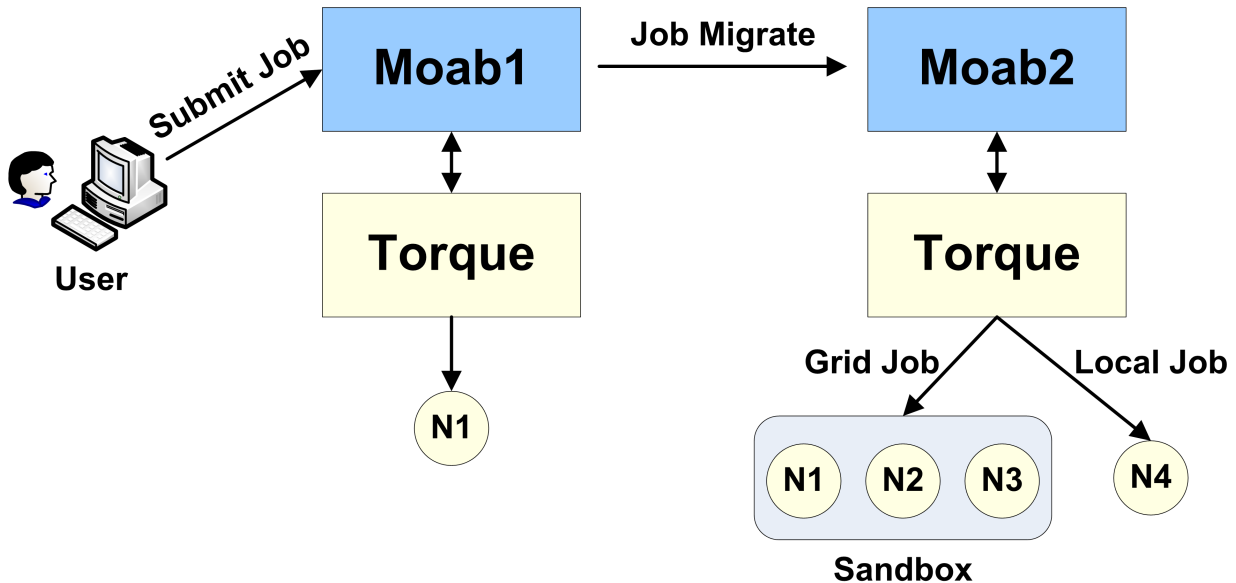 Submit Job
Moab1
Job Migrate
Moab2
User
Torque
Torque
Grid Job
Local Job
N1
N1
N2
N3
N4
Sandbox